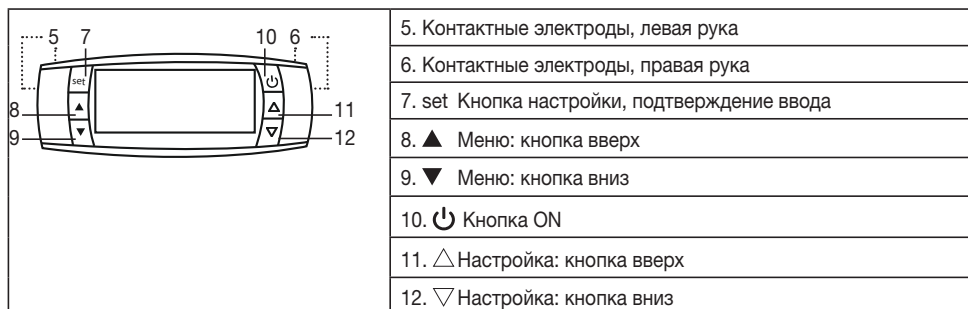 5 7 10 6
set
8 11
9 12
5. Контактные электроды, левая рука
6. Контактные электроды, правая рука
7. set Кнопка настройки, подтверждение ввода
8. ▲ Меню: кнопка вверх
9. ▼ Меню: кнопка вниз
10. ⏻ Кнопка ON
11. △ Настройка: кнопка вверх
12. ▽ Настройка: кнопка вниз